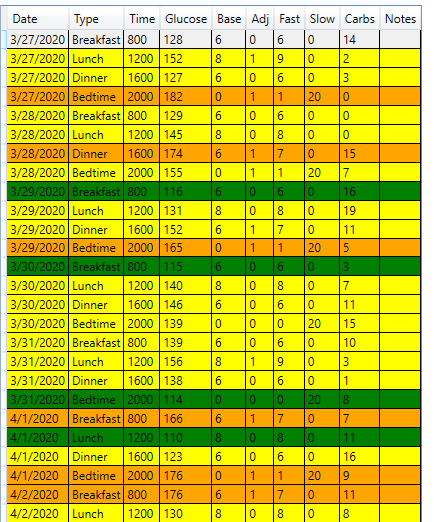 Date Type Time Glucose Base Adj Fast Slow Carbs Notes
3/27/2020 Breakfast 800 128 6 0 6 0 14
3/27/2020 Lunch 1200 152 8 1 9 0 2
3/27/2020 Dinner 1600 127 6 0 6 0 3
3/27/2020 Bedtime 2000 182 0 1 1 20 0
3/28/2020 Breakfast 800 129 6 0 6 0 0
3/28/2020 Lunch 1200 145 8 0 8 0 0
3/28/2020 Dinner 1600 174 6 1 7 0 15
3/28/2020 Bedtime 2000 155 0 1 1 20 7
3/29/2020 Breakfast 800 116 6 0 6 0 16
3/29/2020 Lunch 1200 131 8 0 8 0 19
3/29/2020 Dinner 1600 152 6 1 7 0 11
3/29/2020 Bedtime 2000 165 0 1 1 20 5
3/30/2020 Breakfast 800 115 6 0 6 0 3
3/30/2020 Lunch 1200 140 8 0 8 0 7
3/30/2020 Dinner 1600 146 6 0 6 0 11
3/30/2020 Bedtime 2000 139 0 0 0 20 15
3/31/2020 Breakfast 800 139 6 0 6 0 10
3/31/2020 Lunch 1200 156 8 1 9 0 3
3/31/2020 Dinner 1600 138 6 0 6 0 1
3/31/2020 Bedtime 2000 114 0 0 0 20 8
4/1/2020 Breakfast 800 166 6 1 7 0 7
4/1/2020 Lunch 1200 110 8 0 8 0 11
4/1/2020 Dinner 1600 123 6 0 6 0 16
4/1/2020 Bedtime 2000 176 0 1 1 20 9
4/2/2020 Breakfast 800 176 6 1 7 0 11
4/2/2020 Lunch 1200 130 8 0 8 0 8